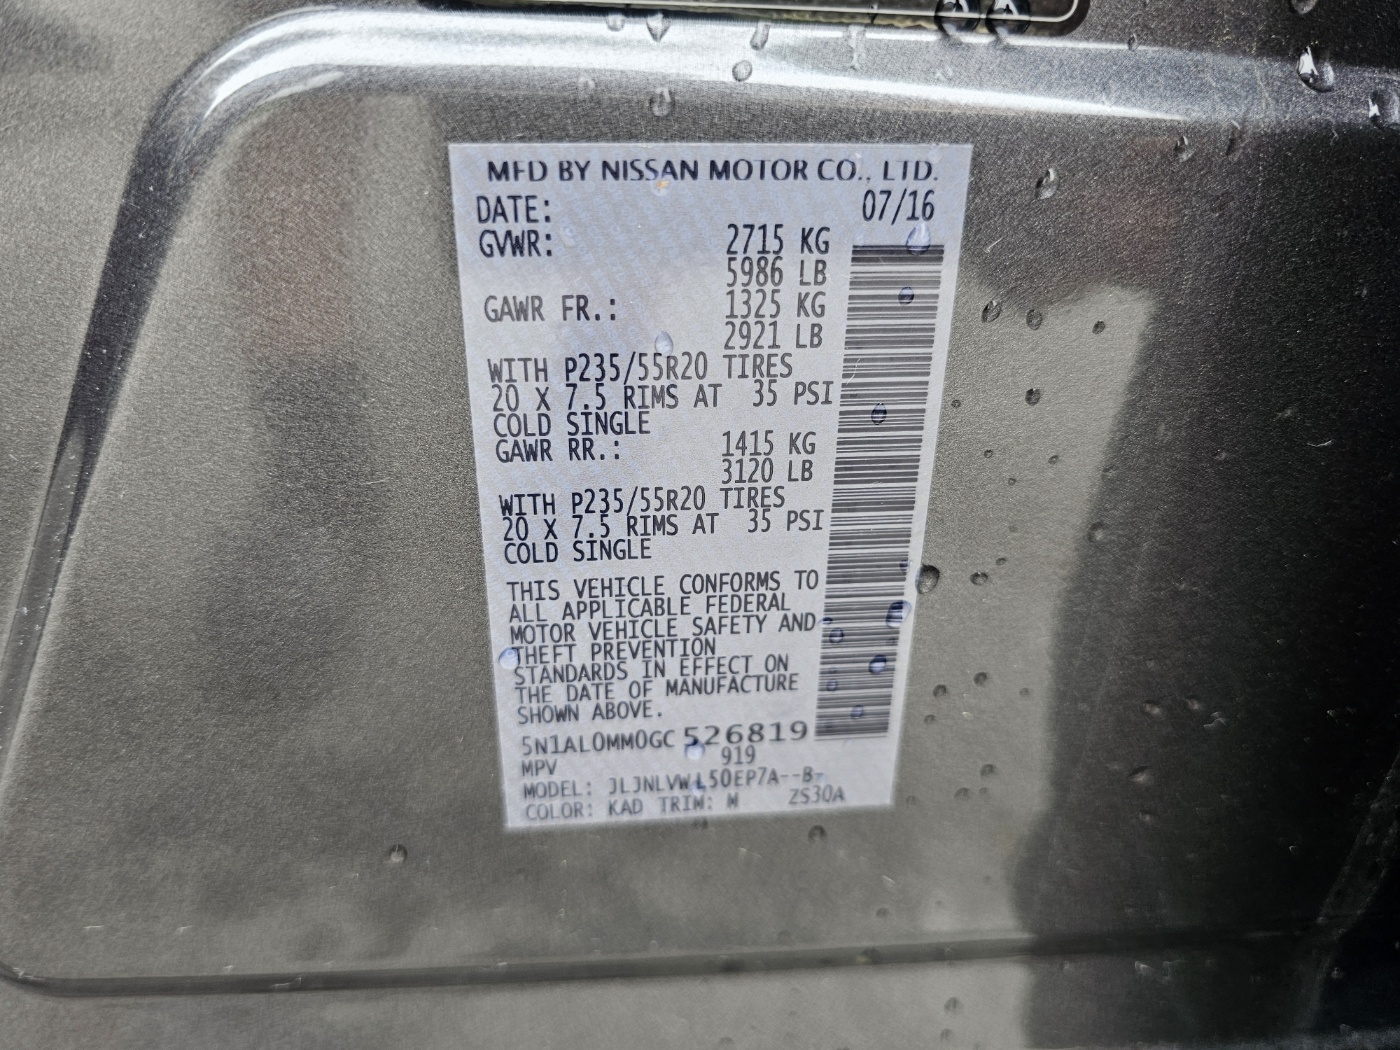 MFD BY NISSAN MOTOR CO., LTD.
DATE: 07/16
GVWR: 2715 KG
5986 LB
GAWR FR.: 1325 KG
2921 LB
WITH P235/55R20 TIRES
20 X 7.5 RIMS AT 35 PSI
COLD SINGLE
GAWR RR.: 1415 KG
3120 LB
WITH P235/55R20 TIRES
20 X 7.5 RIMS AT 35 PSI
COLD SINGLE
THIS VEHICLE CONFORMS TO
ALL APPLICABLE FEDERAL
MOTOR VEHICLE SAFETY AND
THEFT PREVENTION
STANDARDS IN EFFECT ON
THE DATE OF MANUFACTURE
SHOWN ABOVE.
5N1AL0MM0GC 526819
MPV 919
MODEL: JLJNLVWL50EP7A--B-
COLOR: KAD TRIM: M ZS30A